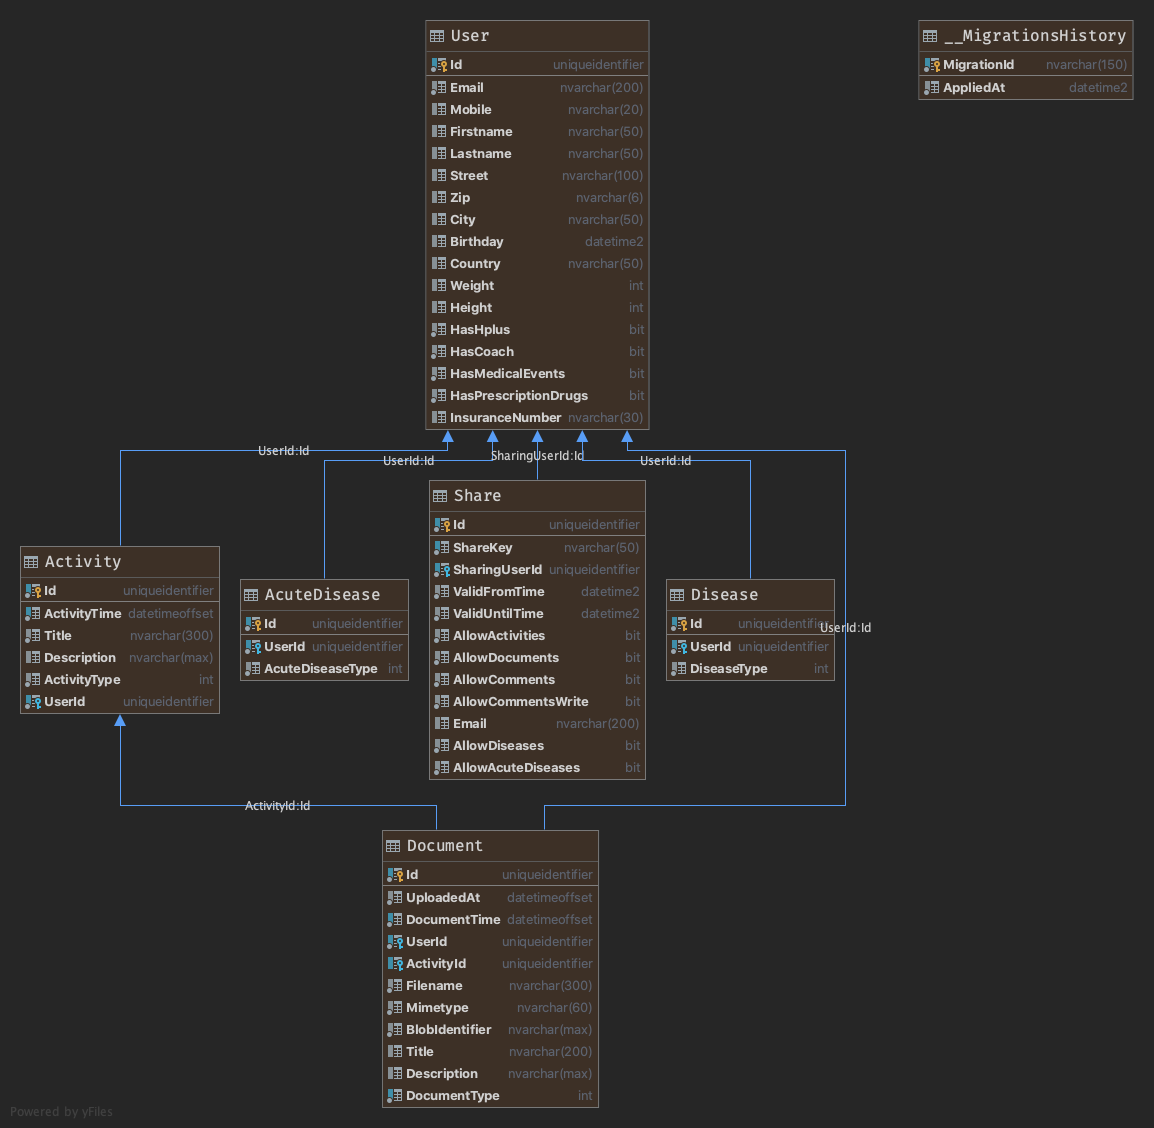 User
Id uniqueidentifier
Email nvarchar(200)
Mobile nvarchar(20)
Firstname nvarchar(50)
Lastname nvarchar(50)
Street nvarchar(100)
Zip nvarchar(6)
City nvarchar(50)
Birthday datetime2
Country nvarchar(50)
Weight int
Height int
HasHplus bit
HasCoach bit
HasMedicalEvents bit
HasPrescriptionDrugs bit
InsuranceNumber nvarchar(30)
__MigrationsHistory
MigrationId nvarchar(150)
AppliedAt datetime2
UserId:Id
UserId:Id
SharingUserId:Id
UserId:Id
Activity
Id uniqueidentifier
ActivityTime datetimeoffset
Title nvarchar(300)
Description nvarchar(max)
ActivityType int
UserId uniqueidentifier
AcuteDisease
Id uniqueidentifier
UserId uniqueidentifier
AcuteDiseaseType int
Share
Id uniqueidentifier
ShareKey nvarchar(50)
SharingUserId uniqueidentifier
ValidFromTime datetime2
ValidUntilTime datetime2
AllowActivities bit
AllowDocuments bit
AllowComments bit
AllowCommentsWrite bit
Email nvarchar(200)
AllowDiseases bit
AllowAcuteDiseases bit
Disease
Id uniqueidentifier
UserId uniqueidentifier
DiseaseType int
UserId:Id
ActivityId:Id
Document
Id uniqueidentifier
UploadedAt datetimeoffset
DocumentTime datetimeoffset
UserId uniqueidentifier
ActivityId uniqueidentifier
Filename nvarchar(300)
Mimetype nvarchar(60)
BlobIdentifier nvarchar(max)
Title nvarchar(200)
Description nvarchar(max)
DocumentType int
Powered by yFiles